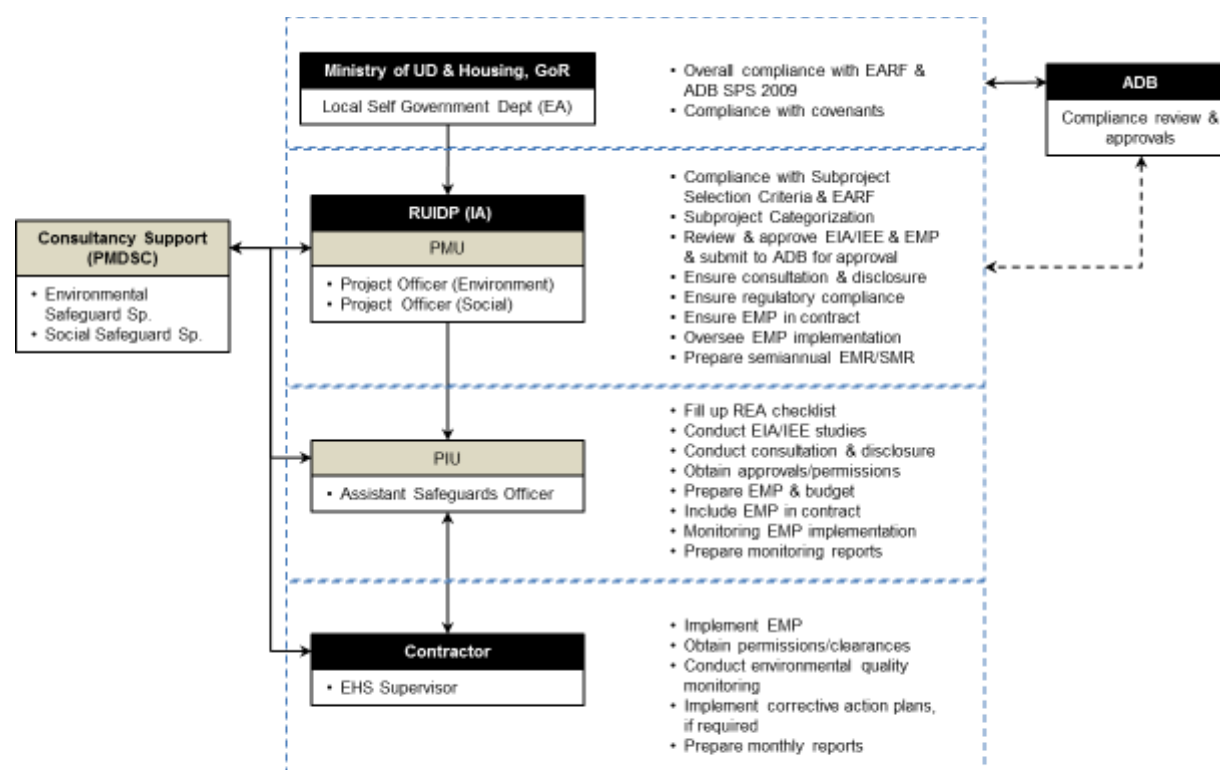 Ministry of UD & Housing, GoR
Local Self Government Dept (EA)
• Overall compliance with EARF &
ADB SPS 2009
• Compliance with covenants
ADB
Compliance review &
approvals
Consultancy Support
(PMDSC)
• Environmental
Safeguard Sp.
• Social Safeguard Sp.
RUIDP (IA)
PMU
• Project Officer (Environment)
• Project Officer (Social)
• Compliance with Subproject
Selection Criteria & EARF
• Subproject Categorization
• Review & approve EIA/IEE & EMP
& submit to ADB for approval
• Ensure consultation & disclosure
• Ensure regulatory compliance
• Ensure EMP in contract
• Oversee EMP implementation
• Prepare semiannual EMR/SMR
PIU
• Assistant Safeguards Officer
• Fill up REA checklist
• Conduct EIA/IEE studies
• Conduct consultation & disclosure
• Obtain approvals/permissions
• Prepare EMP & budget
• Include EMP in contract
• Monitoring EMP implementation
• Prepare monitoring reports
Contractor
• EHS Supervisor
• Implement EMP
• Obtain permissions/clearances
• Conduct environmental quality
monitoring
• Implement corrective action plans,
if required
• Prepare monthly reports